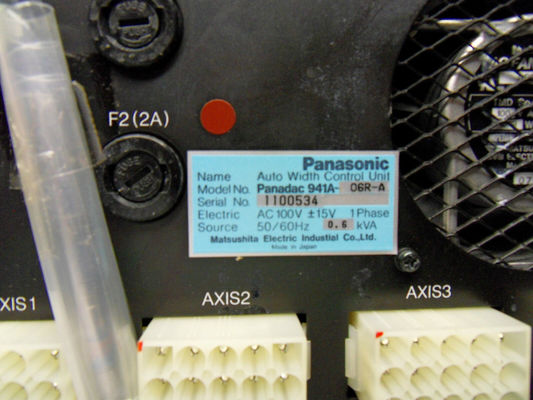 F2(2A)
Panasonic
Name Auto Width Control Unit
Model No. Panadac 941A- 06R-A
Serial No. 1100534
Electric AC100V ±15V 1Phase
Source 50/60Hz 0.6 kVA
Matsushita Electric Industial Co.,Ltd.
Made in Japan
AXIS1
AXIS2
AXIS3